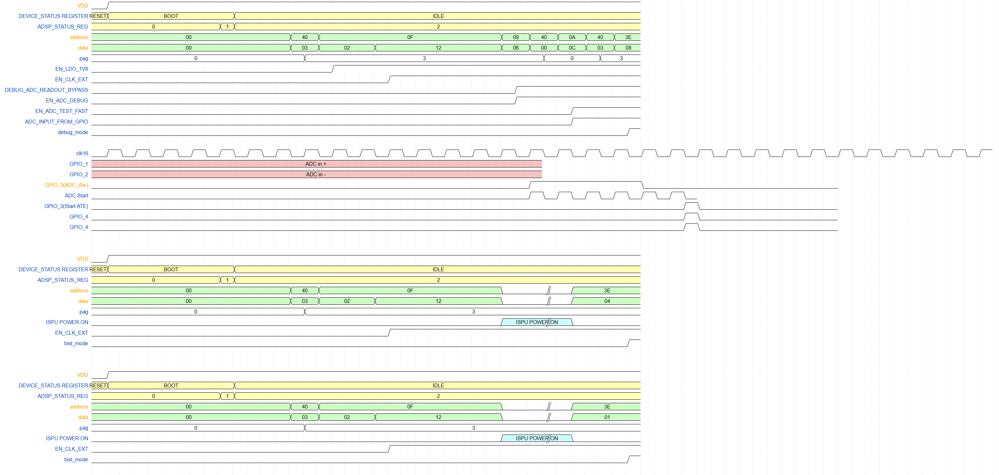 VDD
DEVICE_STATUS REGISTER RESET BOOT IDLE
ADSP_STATUS_REG 0 1 2
address 00 40 0F 09 40 0A 40 3E
data 00 03 02 12 06 00 0C 03 08
pag 0 3 0 3
EN_LDO_1V8
EN_CLK_EXT
DEBUG_ADC_READOUT_BYPASS
EN_ADC_DEBUG
EN_ADC_TEST_FAST
ADC_INPUT_FROM_GPIO
debug_mode
clk16
GPIO_1 ADC in +
GPIO_2 ADC in -
GPIO_3(ADC_Ate)
ADC Start
GPIO_3(Start ATE)
GPIO_4
GPIO_4
VDD
DEVICE_STATUS REGISTER RESET BOOT IDLE
ADSP_STATUS_REG 0 1 2
address 00 40 0F 3E
data 00 03 02 12 04
pag 0 3
ISPU POWER ON ISPU POWER ON
EN_CLK_EXT
bist_mode
VDD
DEVICE_STATUS REGISTER RESET BOOT IDLE
ADSP_STATUS_REG 0 1 2
address 00 40 0F 3E
data 00 03 02 12 01
pag 0 3
ISPU POWER ON ISPU POWER ON
EN_CLK_EXT
bist_mode